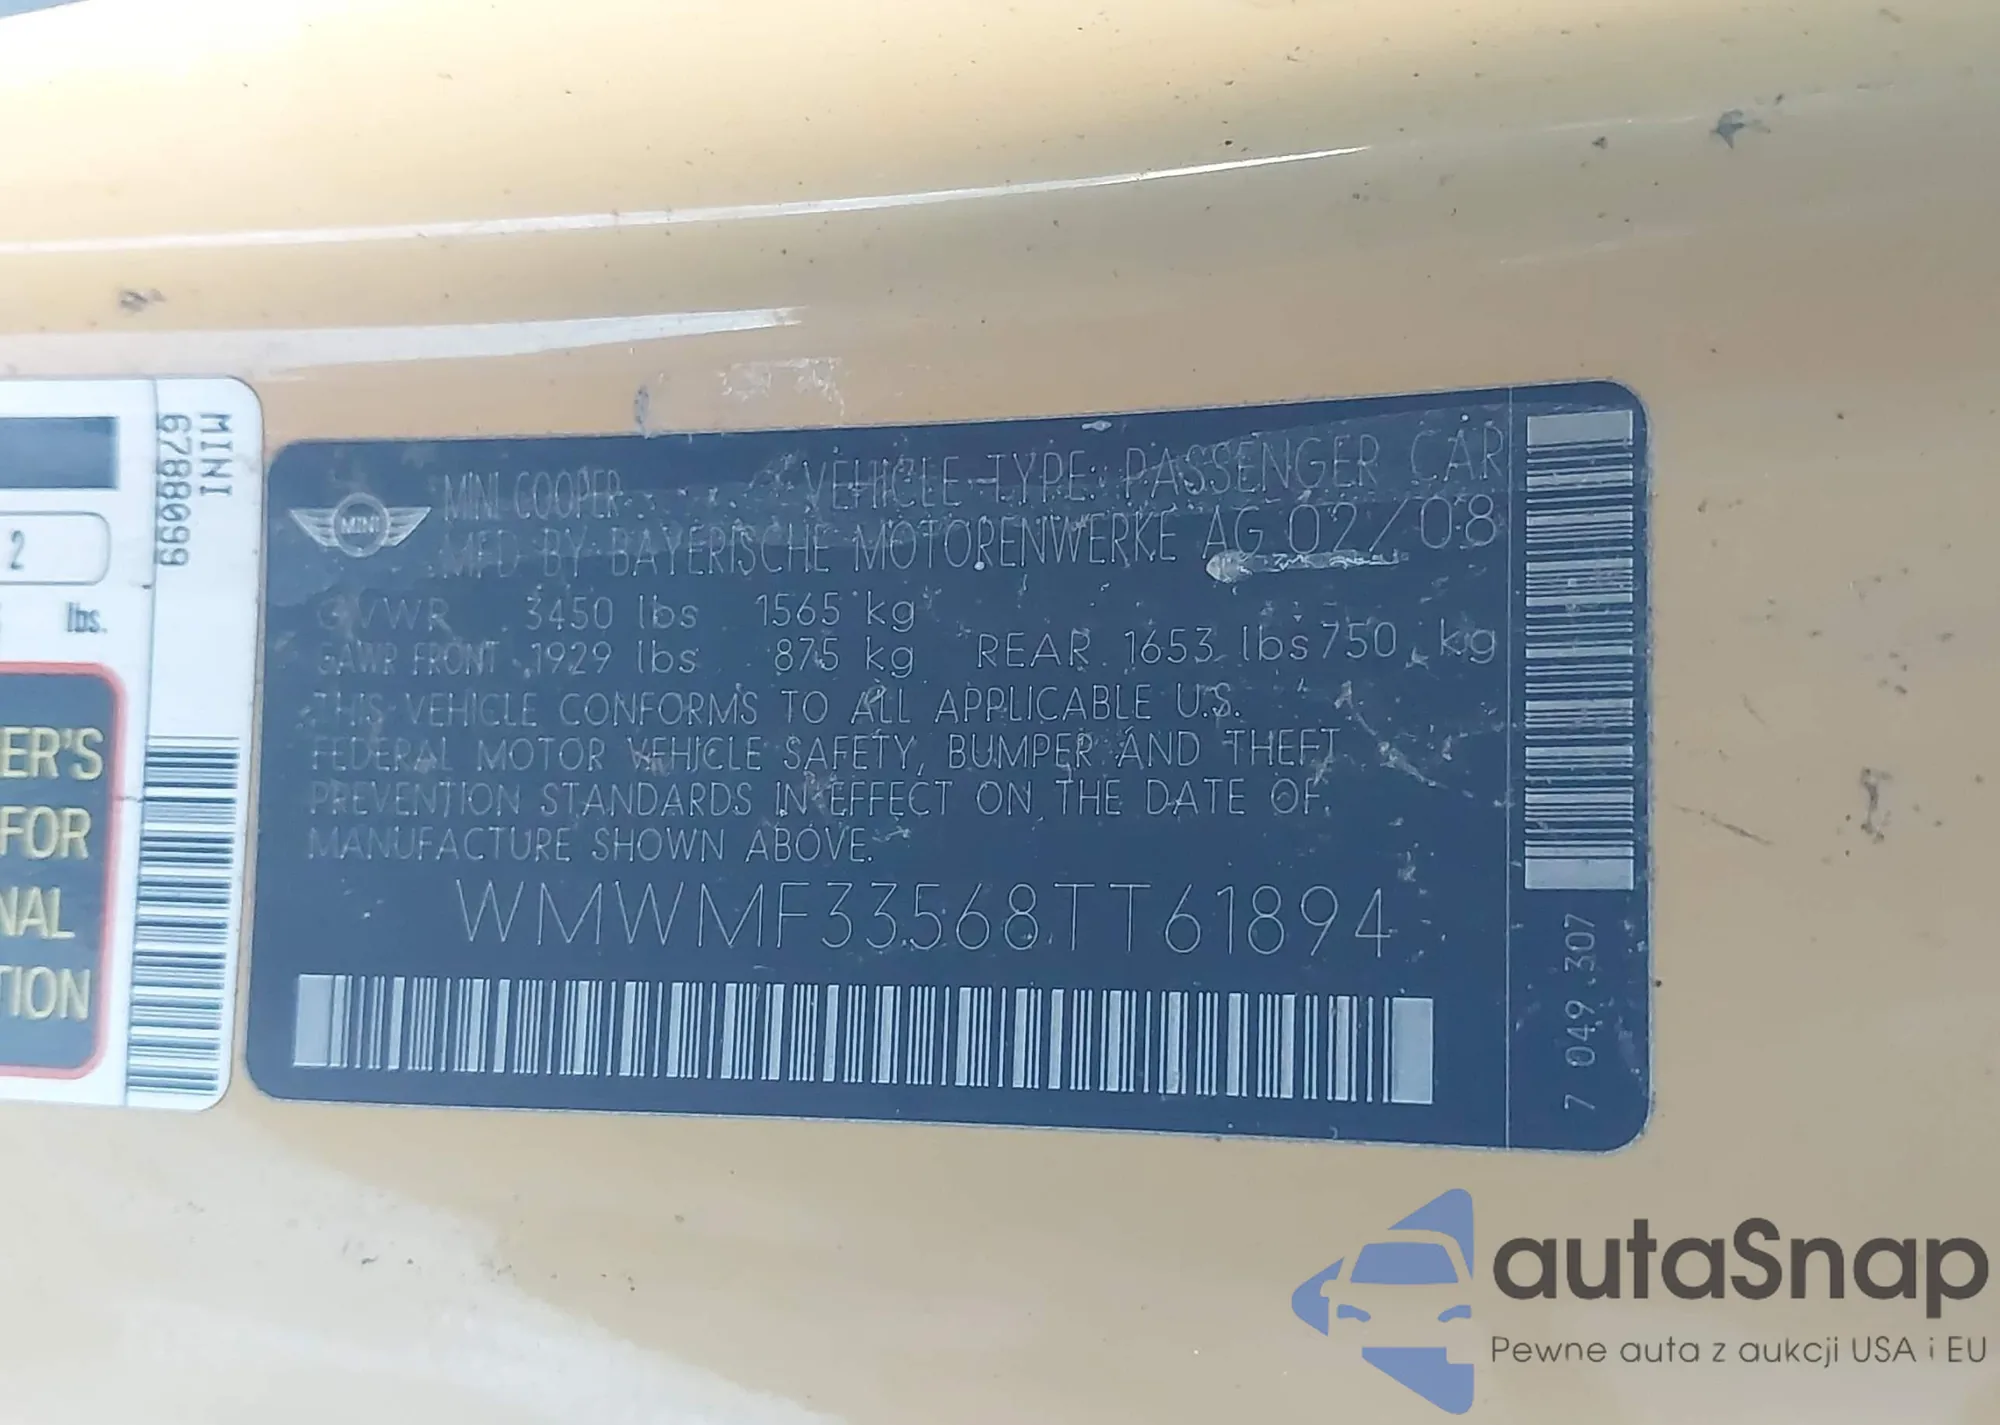 MINI
6788099
2
lbs.
ER'S
FOR
NAL
TION
MINI
MINI COOPER VEHICLE TYPE: PASSENGER CAR
MFD BY BAYERISCHE MOTORENWERKE AG 02/08
GVWR 3450 lbs 1565 kg
GAWR FRONT 1929 lbs 875 kg REAR 1653 lbs 750 kg
THIS VEHICLE CONFORMS TO ALL APPLICABLE U.S.
FEDERAL MOTOR VEHICLE SAFETY, BUMPER AND THEFT
PREVENTION STANDARDS IN EFFECT ON THE DATE OF
MANUFACTURE SHOWN ABOVE.
WMWMF33568TT61894
7 049 307
autaSnap
Pewne auta z aukcji USA i EU